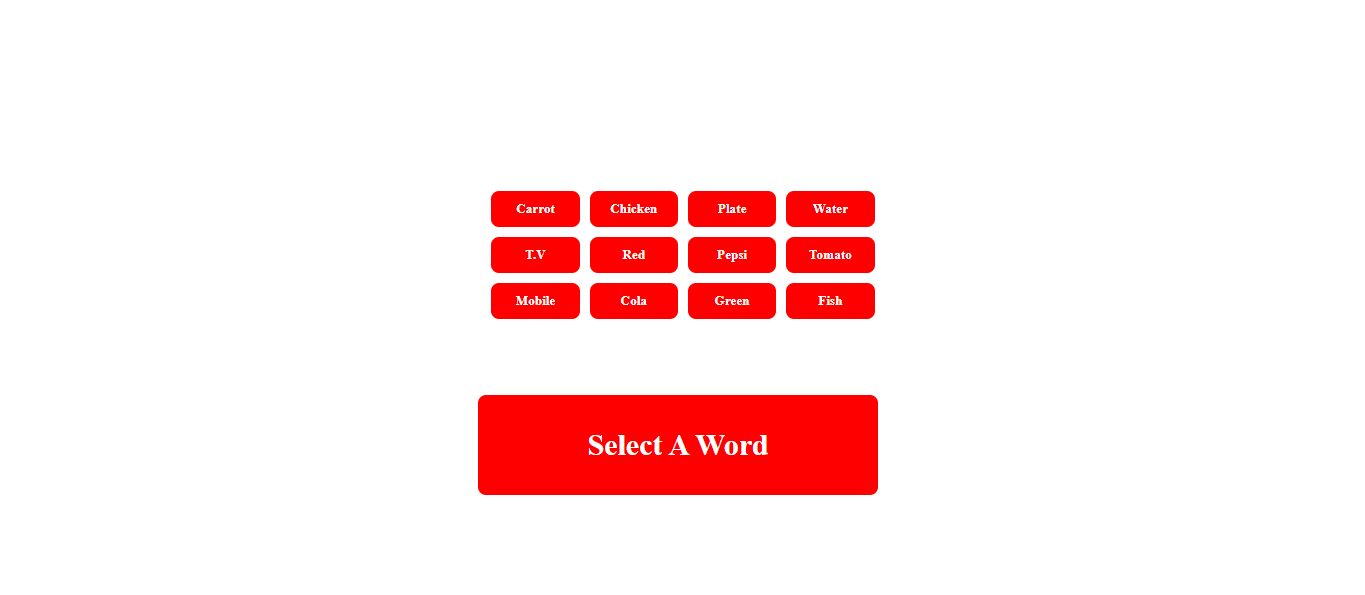 Carrot Chicken Plate Water
T.V Red Pepsi Tomato
Mobile Cola Green Fish
Select A Word